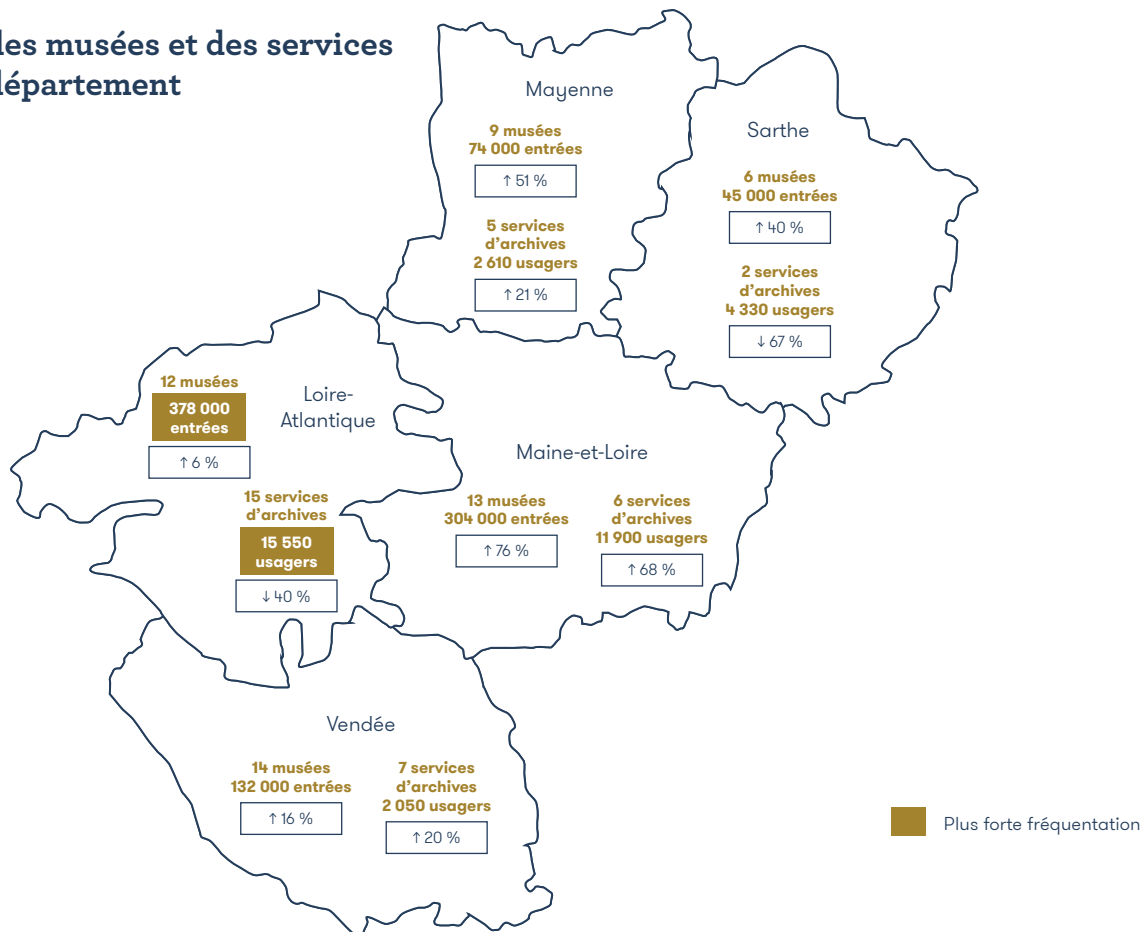 les musées et des services
département
Mayenne
9 musées
74 000 entrées
↑ 51 %
5 services
d'archives
2 610 usagers
↑ 21 %
Sarthe
6 musées
45 000 entrées
↑ 40 %
2 services
d'archives
4 330 usagers
↓ 67 %
Loire-
Atlantique
12 musées
378 000
entrées
↑ 6 %
15 services
d'archives
15 550
usagers
↓ 40 %
Maine-et-Loire
13 musées
304 000 entrées
↑ 76 %
6 services
d'archives
11 900 usagers
↑ 68 %
Vendée
14 musées
132 000 entrées
↑ 16 %
7 services
d'archives
2 050 usagers
↑ 20 %
Plus forte fréquentation